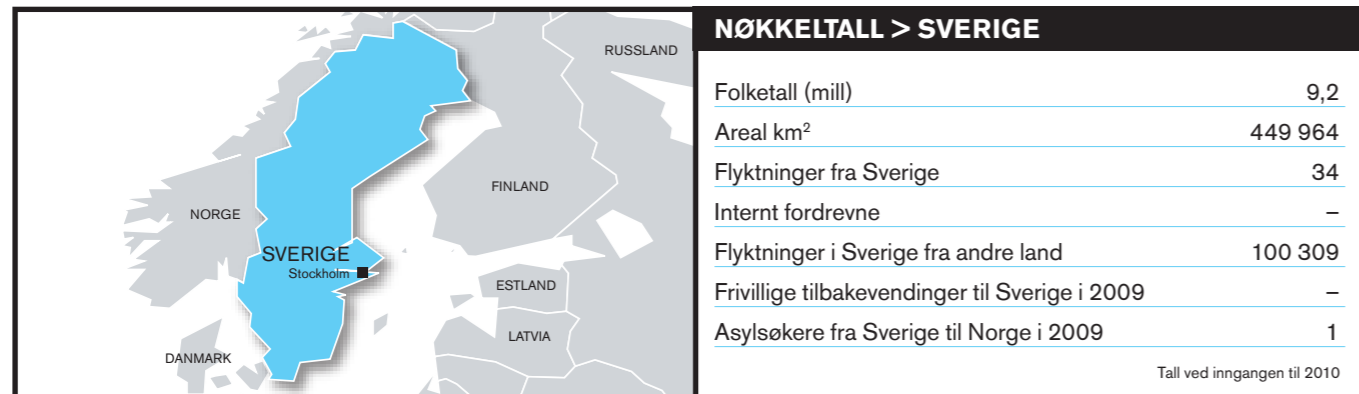 RUSSLAND
FINLAND
NORGE
SVERIGE
Stockholm
ESTLAND
LATVIA
DANMARK
NØKKELTALL > SVERIGE
Folketall (mill) 9,2
Areal km² 449 964
Flyktninger fra Sverige 34
Internt fordrevne –
Flyktninger i Sverige fra andre land 100 309
Frivillige tilbakevendinger til Sverige i 2009 –
Asylsøkere fra Sverige til Norge i 2009 1
Tall ved inngangen til 2010